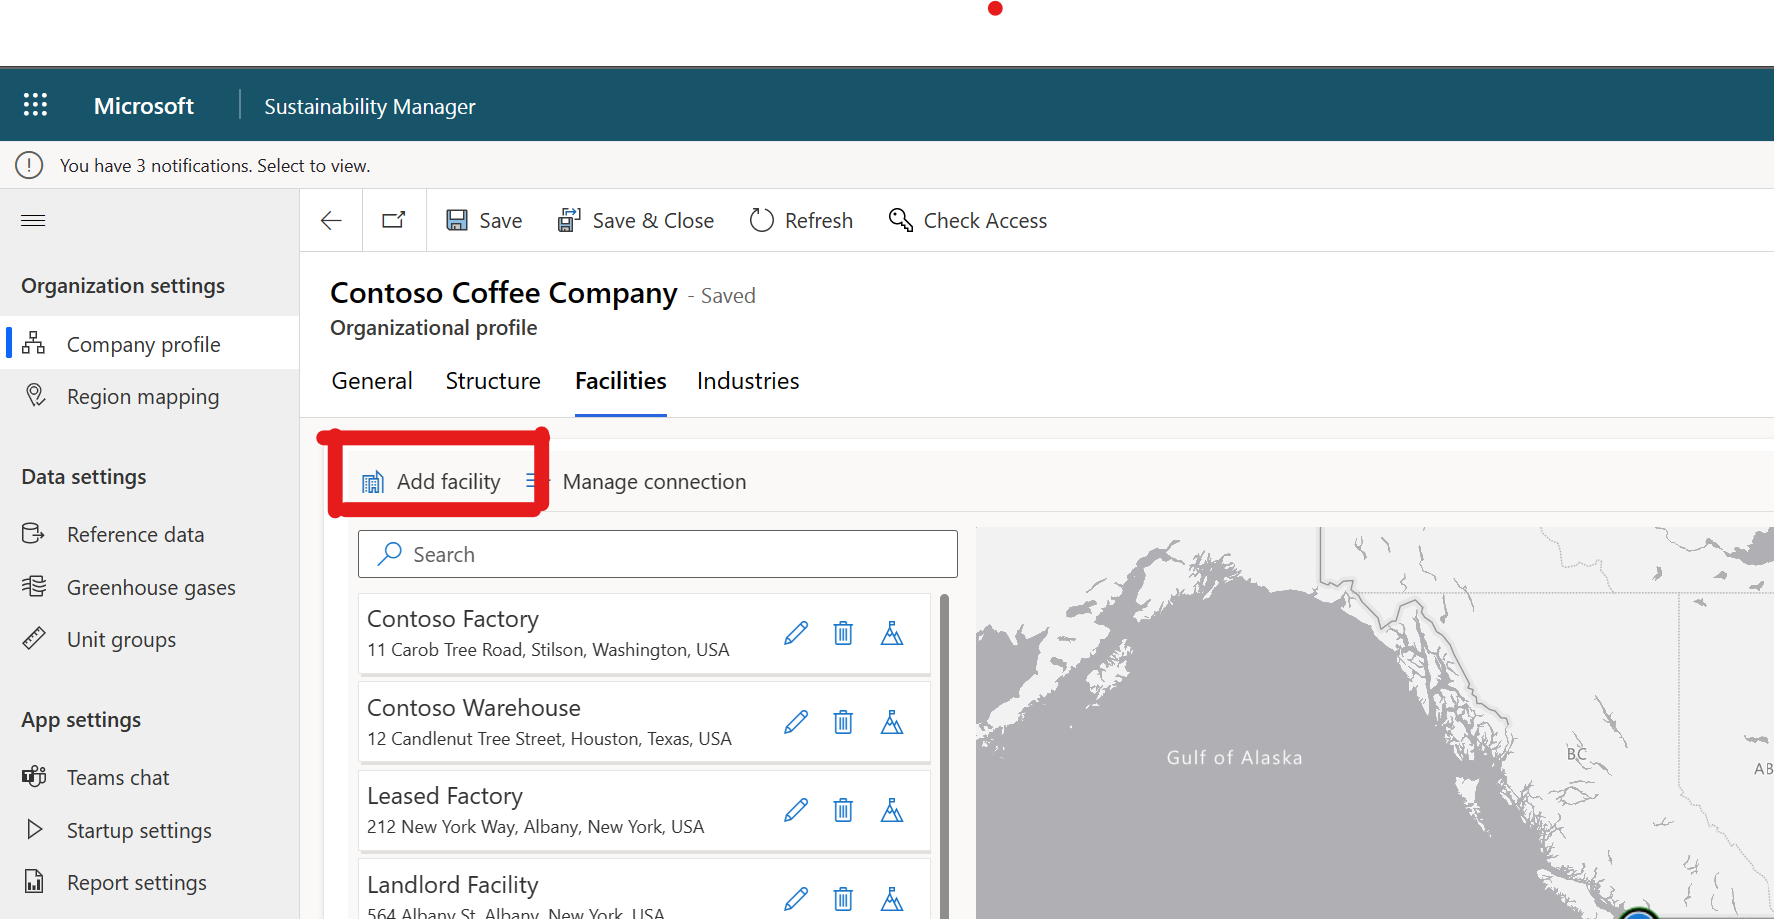 Microsoft
Sustainability Manager
You have 3 notifications. Select to view.
Save
Save & Close
Refresh
Check Access
Organization settings
Company profile
Region mapping
Data settings
Reference data
Greenhouse gases
Unit groups
App settings
Teams chat
Startup settings
Report settings
Contoso Coffee Company - Saved
Organizational profile
General
Structure
Facilities
Industries
Add facility
Manage connection
Search
Contoso Factory
11 Carob Tree Road, Stilson, Washington, USA
Contoso Warehouse
12 Candlenut Tree Street, Houston, Texas, USA
Leased Factory
212 New York Way, Albany, New York, USA
Landlord Facility
564 Albany St, Albany, New York, USA
Gulf of Alaska
BC
AB